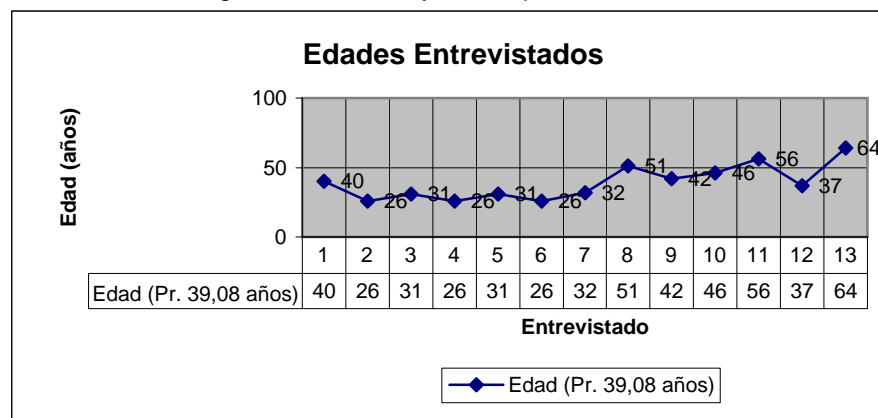 Edades Entrevistados
Edad (años)
100
50
0
40 26 31 26 31 26 32 51 42 46 56 37 64
1 2 3 4 5 6 7 8 9 10 11 12 13
Edad (Pr. 39,08 años) 40 26 31 26 31 26 32 51 42 46 56 37 64
Entrevistado
Edad (Pr. 39,08 años)